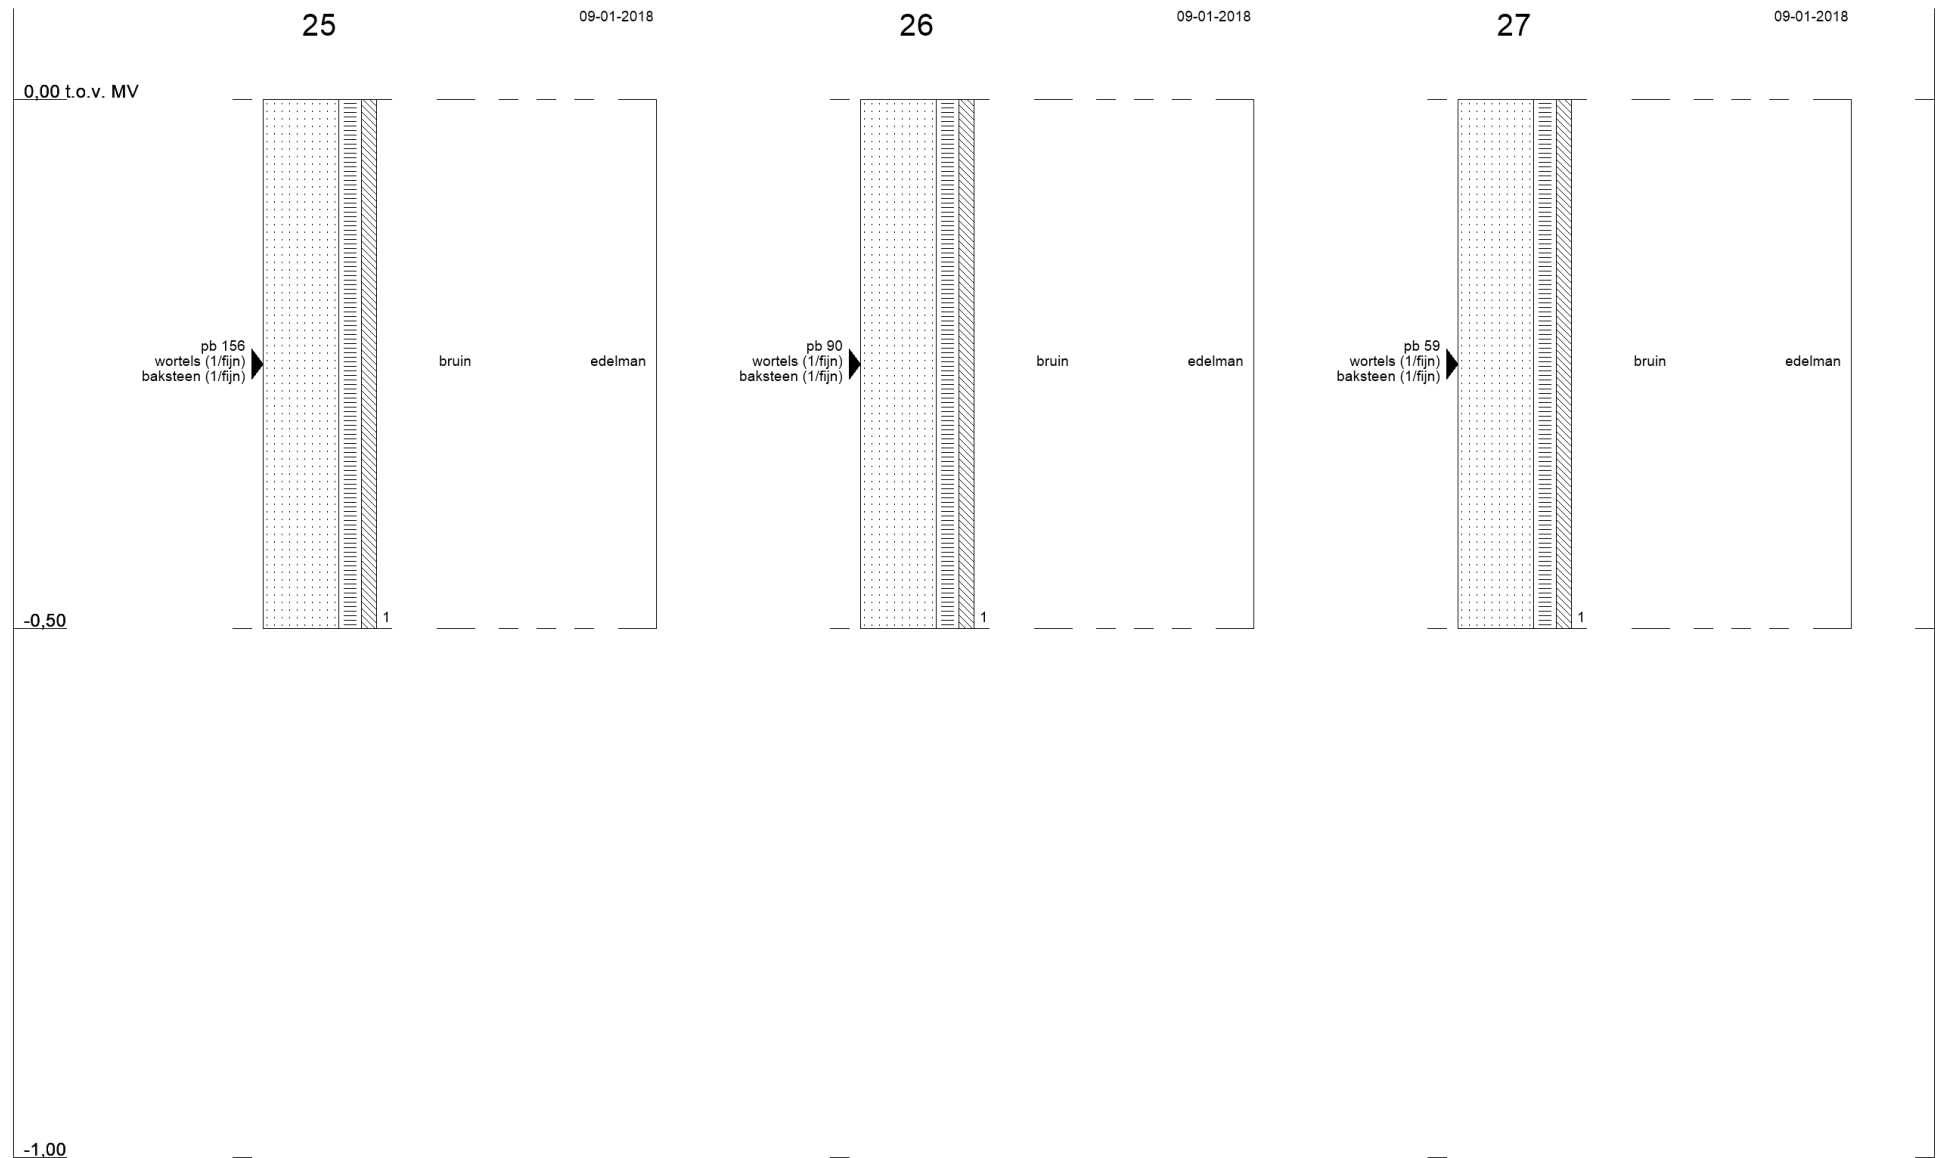 25
09-01-2018
26
09-01-2018
27
09-01-2018
0,00 t.o.v. MV
pb 156
wortels (1/fijn)
baksteen (1/fijn)
bruin
edelman
1
pb 90
wortels (1/fijn)
baksteen (1/fijn)
bruin
edelman
1
pb 59
wortels (1/fijn)
baksteen (1/fijn)
bruin
edelman
1
-0,50
-1,00